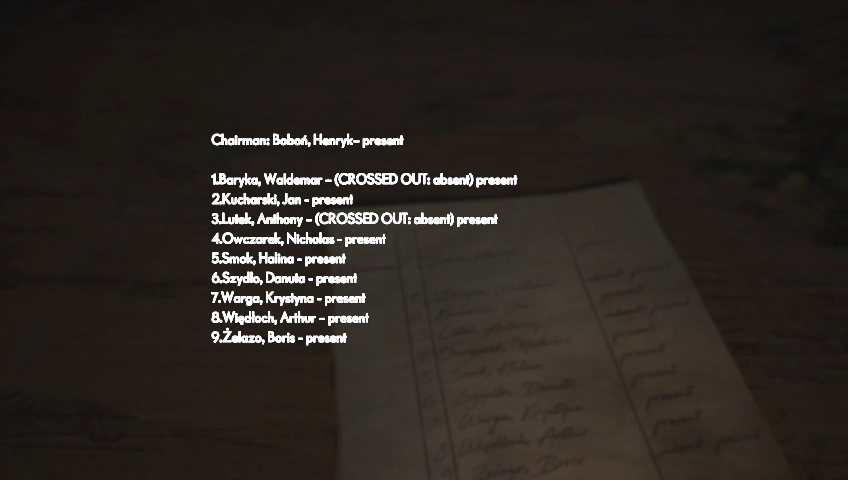 Chairman: Boboń, Henryk– present
1.Baryka, Waldemar – (CROSSED OUT: absent) present
2.Kucharski, Jan - present
3.Lutek, Anthony – (CROSSED OUT: absent) present
4.Owczarek, Nicholas - present
5.Smok, Halina - present
6.Szydło, Danuta - present
7.Warga, Krystyna - present
8.Więdłoch, Arthur – present
9.Żelazo, Boris - present